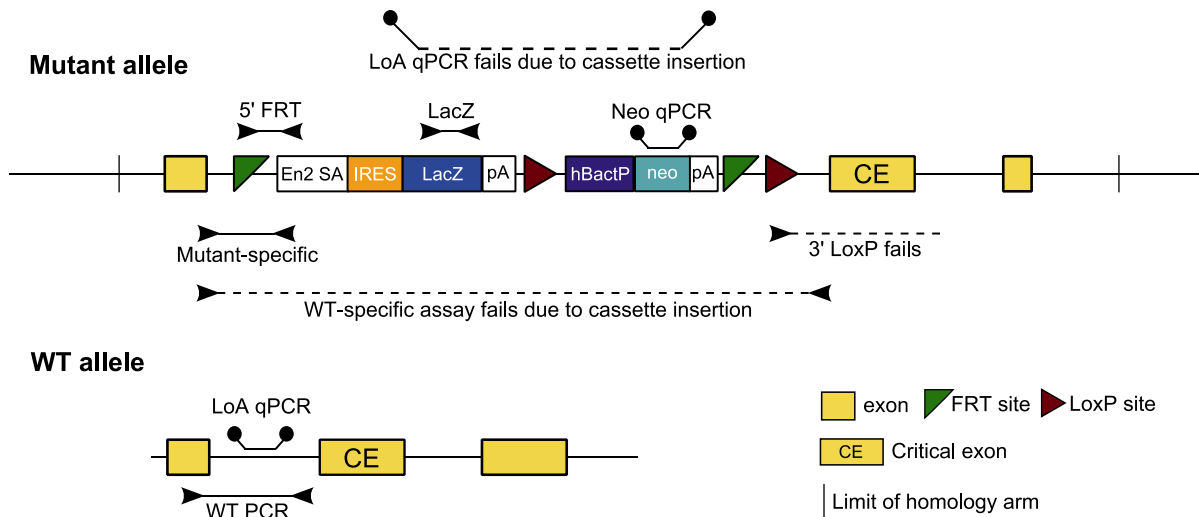 LoA qPCR fails due to cassette insertion
Mutant allele
5' FRT
LacZ
Neo qPCR
En2 SA
IRES
LacZ
pA
hBactP
neo
pA
CE
Mutant-specific
3' LoxP fails
WT-specific assay fails due to cassette insertion
WT allele
LoA qPCR
CE
WT PCR
exon
FRT site
LoxP site
CE
Critical exon
Limit of homology arm